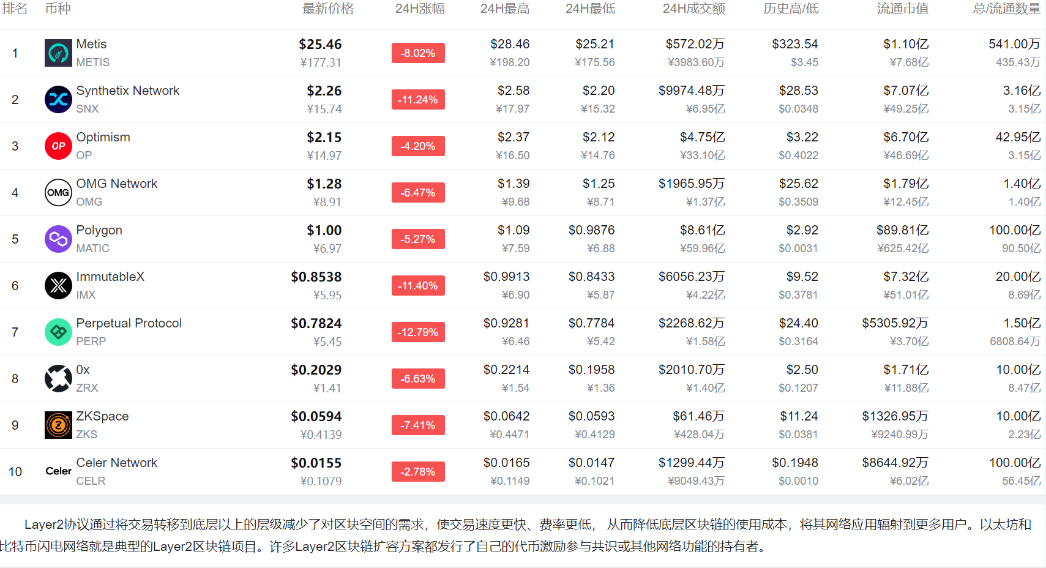 排名 币种 最新价格 24H涨幅 24H最高 24H最低 24H成交额 历史高/低 流通市值 总/流通数量
1 Metis $25.46 -8.02% $28.46 $25.21 $572.02万 $323.54 $1.10亿 541.00万
METIS ¥177.31 ¥198.20 ¥175.56 ¥3983.60万 $3.45 ¥7.68亿 435.43万
2 Synthetix Network $2.26 -11.24% $2.58 $2.20 $9974.48万 $28.53 $7.07亿 3.16亿
SNX ¥15.74 ¥17.97 ¥15.32 ¥6.95亿 $0.0348 ¥49.25亿 3.15亿
3 OP Optimism $2.15 -4.20% $2.37 $2.12 $4.75亿 $3.22 $6.70亿 42.95亿
OP ¥14.97 ¥16.50 ¥14.76 ¥33.10亿 $0.4022 ¥46.69亿 3.15亿
4 OMG OMG Network $1.28 -6.47% $1.39 $1.25 $1965.95万 $25.62 $1.79亿 1.40亿
OMG ¥8.91 ¥9.68 ¥8.71 ¥1.37亿 $0.3509 ¥12.45亿 1.40亿
5 Polygon $1.00 -5.27% $1.09 $0.9876 $8.61亿 $2.92 $89.81亿 100.00亿
MATIC ¥6.97 ¥7.59 ¥6.88 ¥59.96亿 $0.0031 ¥625.42亿 90.50亿
6 ImmutableX $0.8538 -11.40% $0.9913 $0.8433 $6056.23万 $9.52 $7.32亿 20.00亿
IMX ¥5.95 ¥6.90 ¥5.87 ¥4.22亿 $0.3781 ¥51.01亿 8.69亿
7 Perpetual Protocol $0.7824 -12.79% $0.9281 $0.7784 $2268.62万 $24.40 $5305.92万 1.50亿
PERP ¥5.45 ¥6.46 ¥5.42 ¥1.58亿 $0.3164 ¥3.70亿 6808.64万
8 0x $0.2029 -6.63% $0.2214 $0.1958 $2010.70万 $2.50 $1.71亿 10.00亿
ZRX ¥1.41 ¥1.54 ¥1.36 ¥1.40亿 $0.1207 ¥11.88亿 8.47亿
9 ZKSpace $0.0594 -7.41% $0.0642 $0.0593 $61.46万 $11.24 $1326.95万 10.00亿
ZKS ¥0.4139 ¥0.4471 ¥0.4129 ¥428.04万 $0.0381 ¥9240.99万 2.23亿
10 Celer Celer Network $0.0155 -2.78% $0.0165 $0.0147 $1299.44万 $0.1948 $8644.92万 100.00亿
CELR ¥0.1079 ¥0.1149 ¥0.1021 ¥9049.43万 $0.0010 ¥6.02亿 56.45亿
Layer2协议通过将交易转移到底层以上的层级减少了对区块空间的需求，使交易速度更快、费率更低， 从而降低底层区块链的使用成本，将其网络应用辐射到更多用户。以太坊和
比特币闪电网络就是典型的Layer2区块链项目。许多Layer2区块链扩容方案都发行了自己的代币激励参与共识或其他网络功能的持有者。